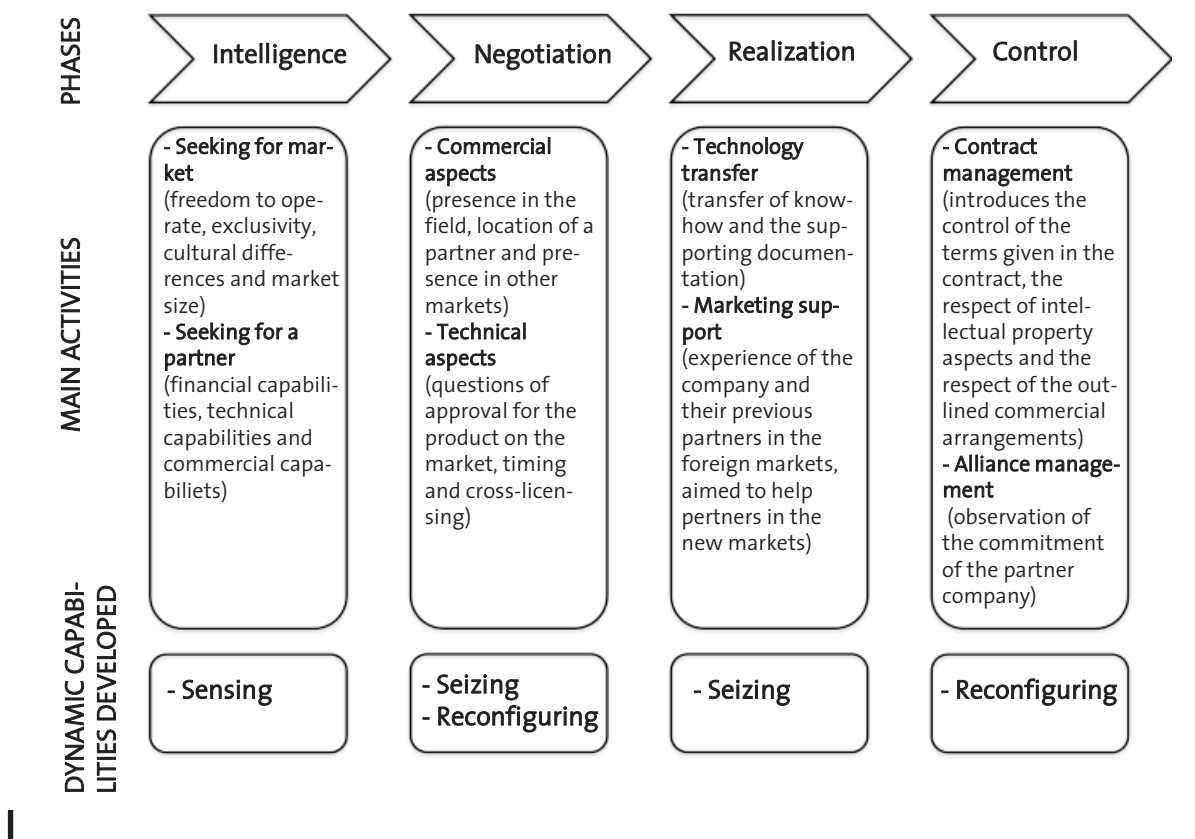 PHASES
Intelligence
Negotiation
Realization
Control
MAIN ACTIVITIES
- Seeking for mar-
ket
(freedom to ope-
rate, exclusivity,
cultural diffe-
rences and market
size)
- Seeking for a
partner
(financial capabili-
ties, technical
capabilities and
commercial capa-
biliets)
- Commercial
aspects
(presence in the
field, location of a
partner and pre-
sence in other
markets)
- Technical
aspects
(questions of
approval for the
product on the
market, timing
and cross-licen-
sing)
- Technology
transfer
(transfer of know-
how and the sup-
porting documen-
tation)
- Marketing sup-
port
(experience of the
company and
their previous
partners in the
foreign markets,
aimed to help
pertners in the
new markets)
- Contract
management
(introduces the
control of the
terms given in the
contract, the
respect of intel-
lectual property
aspects and the
respect of the out-
lined commercial
arrangements)
- Alliance manage-
ment
(observation of
the commitment
of the partner
company)
DYNAMIC CAPABI-
LITIES DEVELOPED
- Sensing
- Seizing
- Reconfiguring
- Seizing
- Reconfiguring